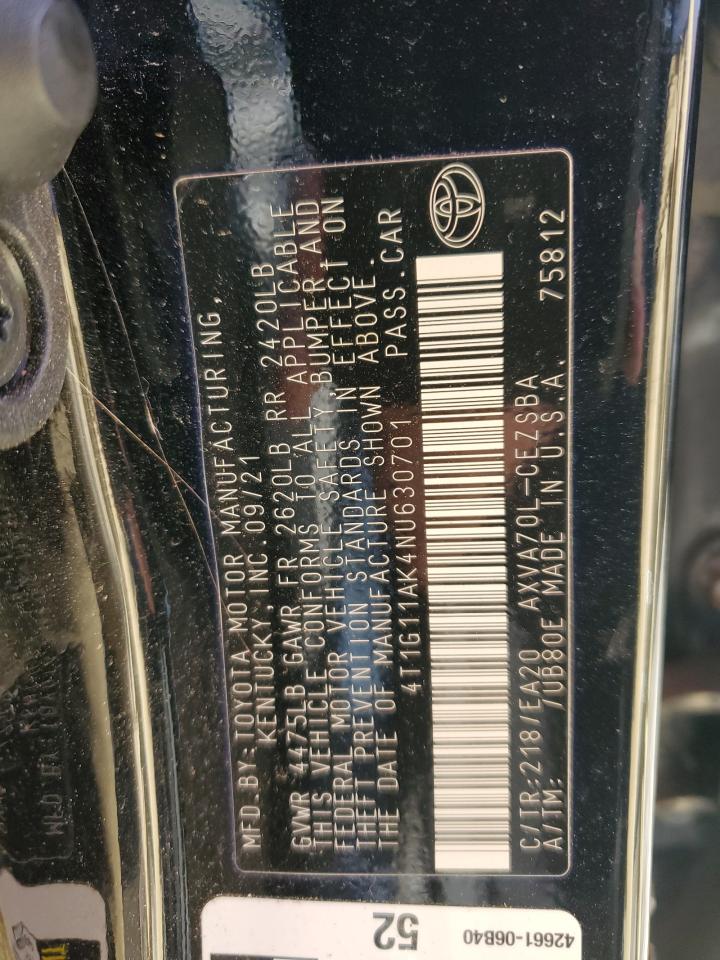 MFD.BY:TOYOTA MOTOR MANUFACTURING,
KENTUCKY,INC.09/21
GVWR 4475LB GAWR FR 2620LB RR 2420LB
THIS VEHICLE CONFORMS TO ALL APPLICABLE
FEDERAL MOTOR VEHICLE SAFETY,BUMPER AND
THEFT PREVENTION STANDARDS IN EFFECT ON
THE DATE OF MANUFACTURE SHOWN ABOVE.
4T1G11AK4NU630701 PASS.CAR
C/TR:218/EA20 AXVA70L-CEZSBA
A/TM: /UB80E MADE IN U.S.A. 75812
52
42661-06B40